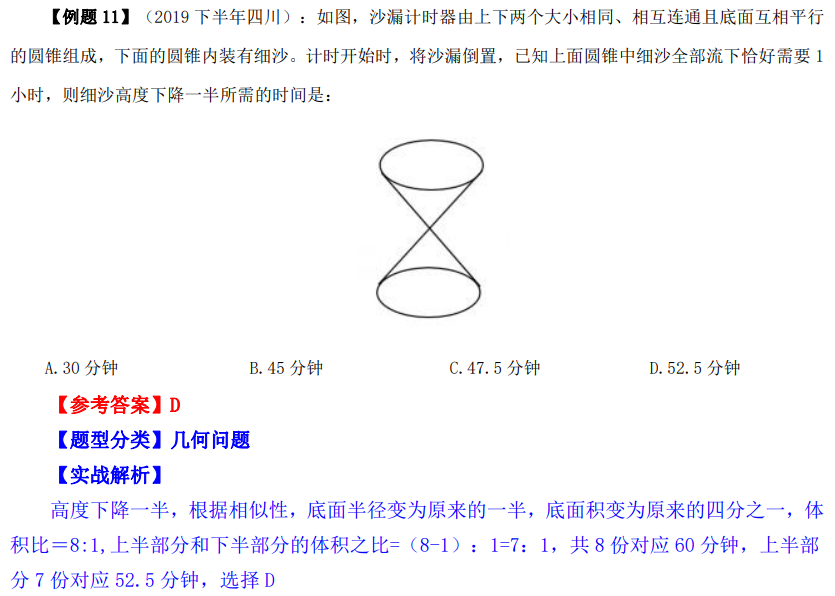 【例题 11】（2019 下半年四川）：如图，沙漏计时器由上下两个大小相同、相互连通且底面互相平行
的圆锥组成，下面的圆锥内装有细沙。计时开始时，将沙漏倒置，已知上面圆锥中细沙全部流下恰好需要 1
小时，则细沙高度下降一半所需的时间是：
A.30 分钟 B.45 分钟 C.47.5 分钟 D.52.5 分钟
【参考答案】D
【题型分类】几何问题
【实战解析】
高度下降一半，根据相似性，底面半径变为原来的一半，底面积变为原来的四分之一，体
积比＝8:1,上半部分和下半部分的体积之比=（8-1）：1=7：1，共 8 份对应 60 分钟，上半部
分 7 份对应 52.5 分钟，选择 D